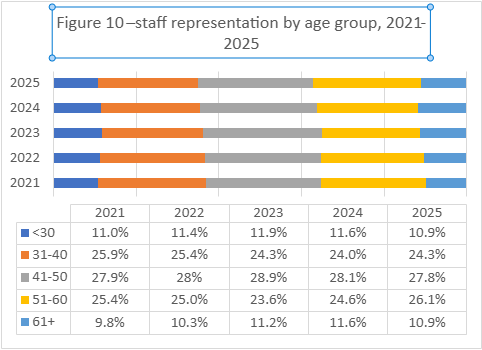 Figure 10 –staff representation by age group, 2021-
2025
2025
2024
2023
2022
2021
2021 2022 2023 2024 2025
<30 11.0% 11.4% 11.9% 11.6% 10.9%
31-40 25.9% 25.4% 24.3% 24.0% 24.3%
41-50 27.9% 28% 28.9% 28.1% 27.8%
51-60 25.4% 25.0% 23.6% 24.6% 26.1%
61+ 9.8% 10.3% 11.2% 11.6% 10.9%